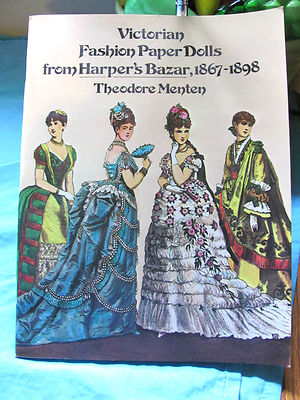 Victorian
Fashion Paper Dolls
from Harper's Bazar, 1867-1898
Theodore Menten